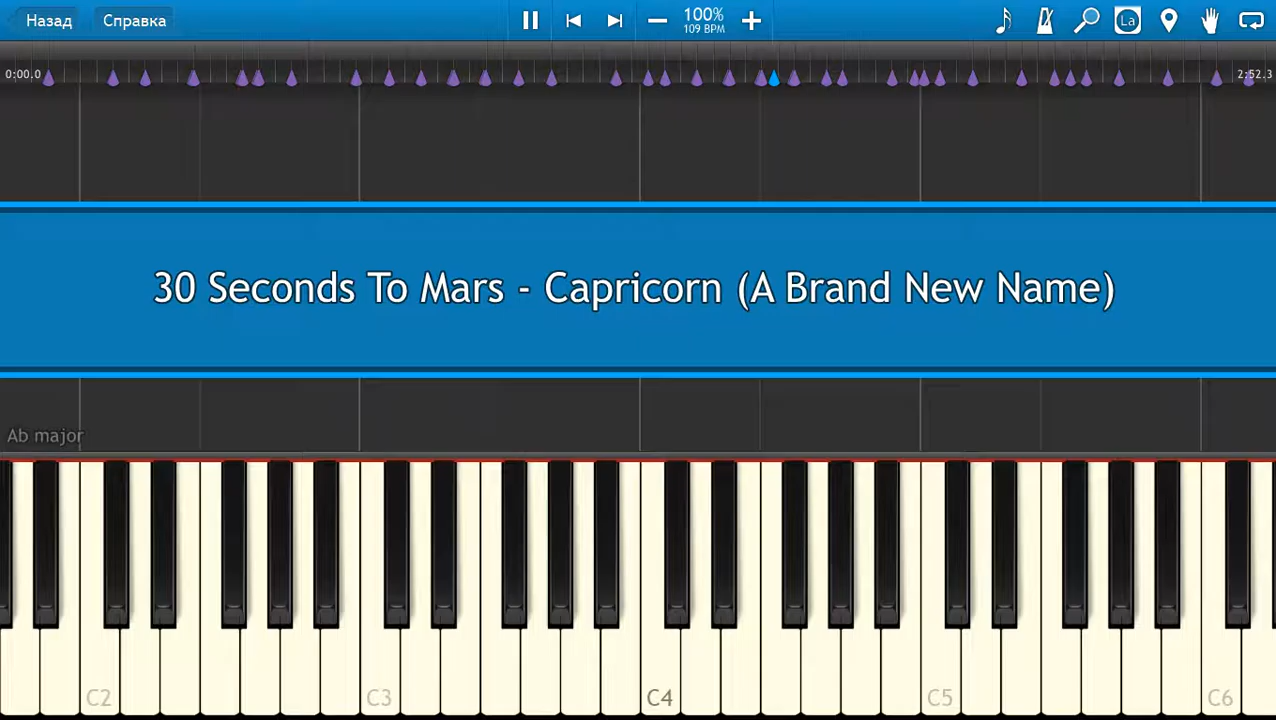 Назад Справка 100% La
109 BPM
0:00,0 2:52.3
30 Seconds To Mars - Capricorn (A Brand New Name)
Ab major
C2 C3 C4 C5 C6